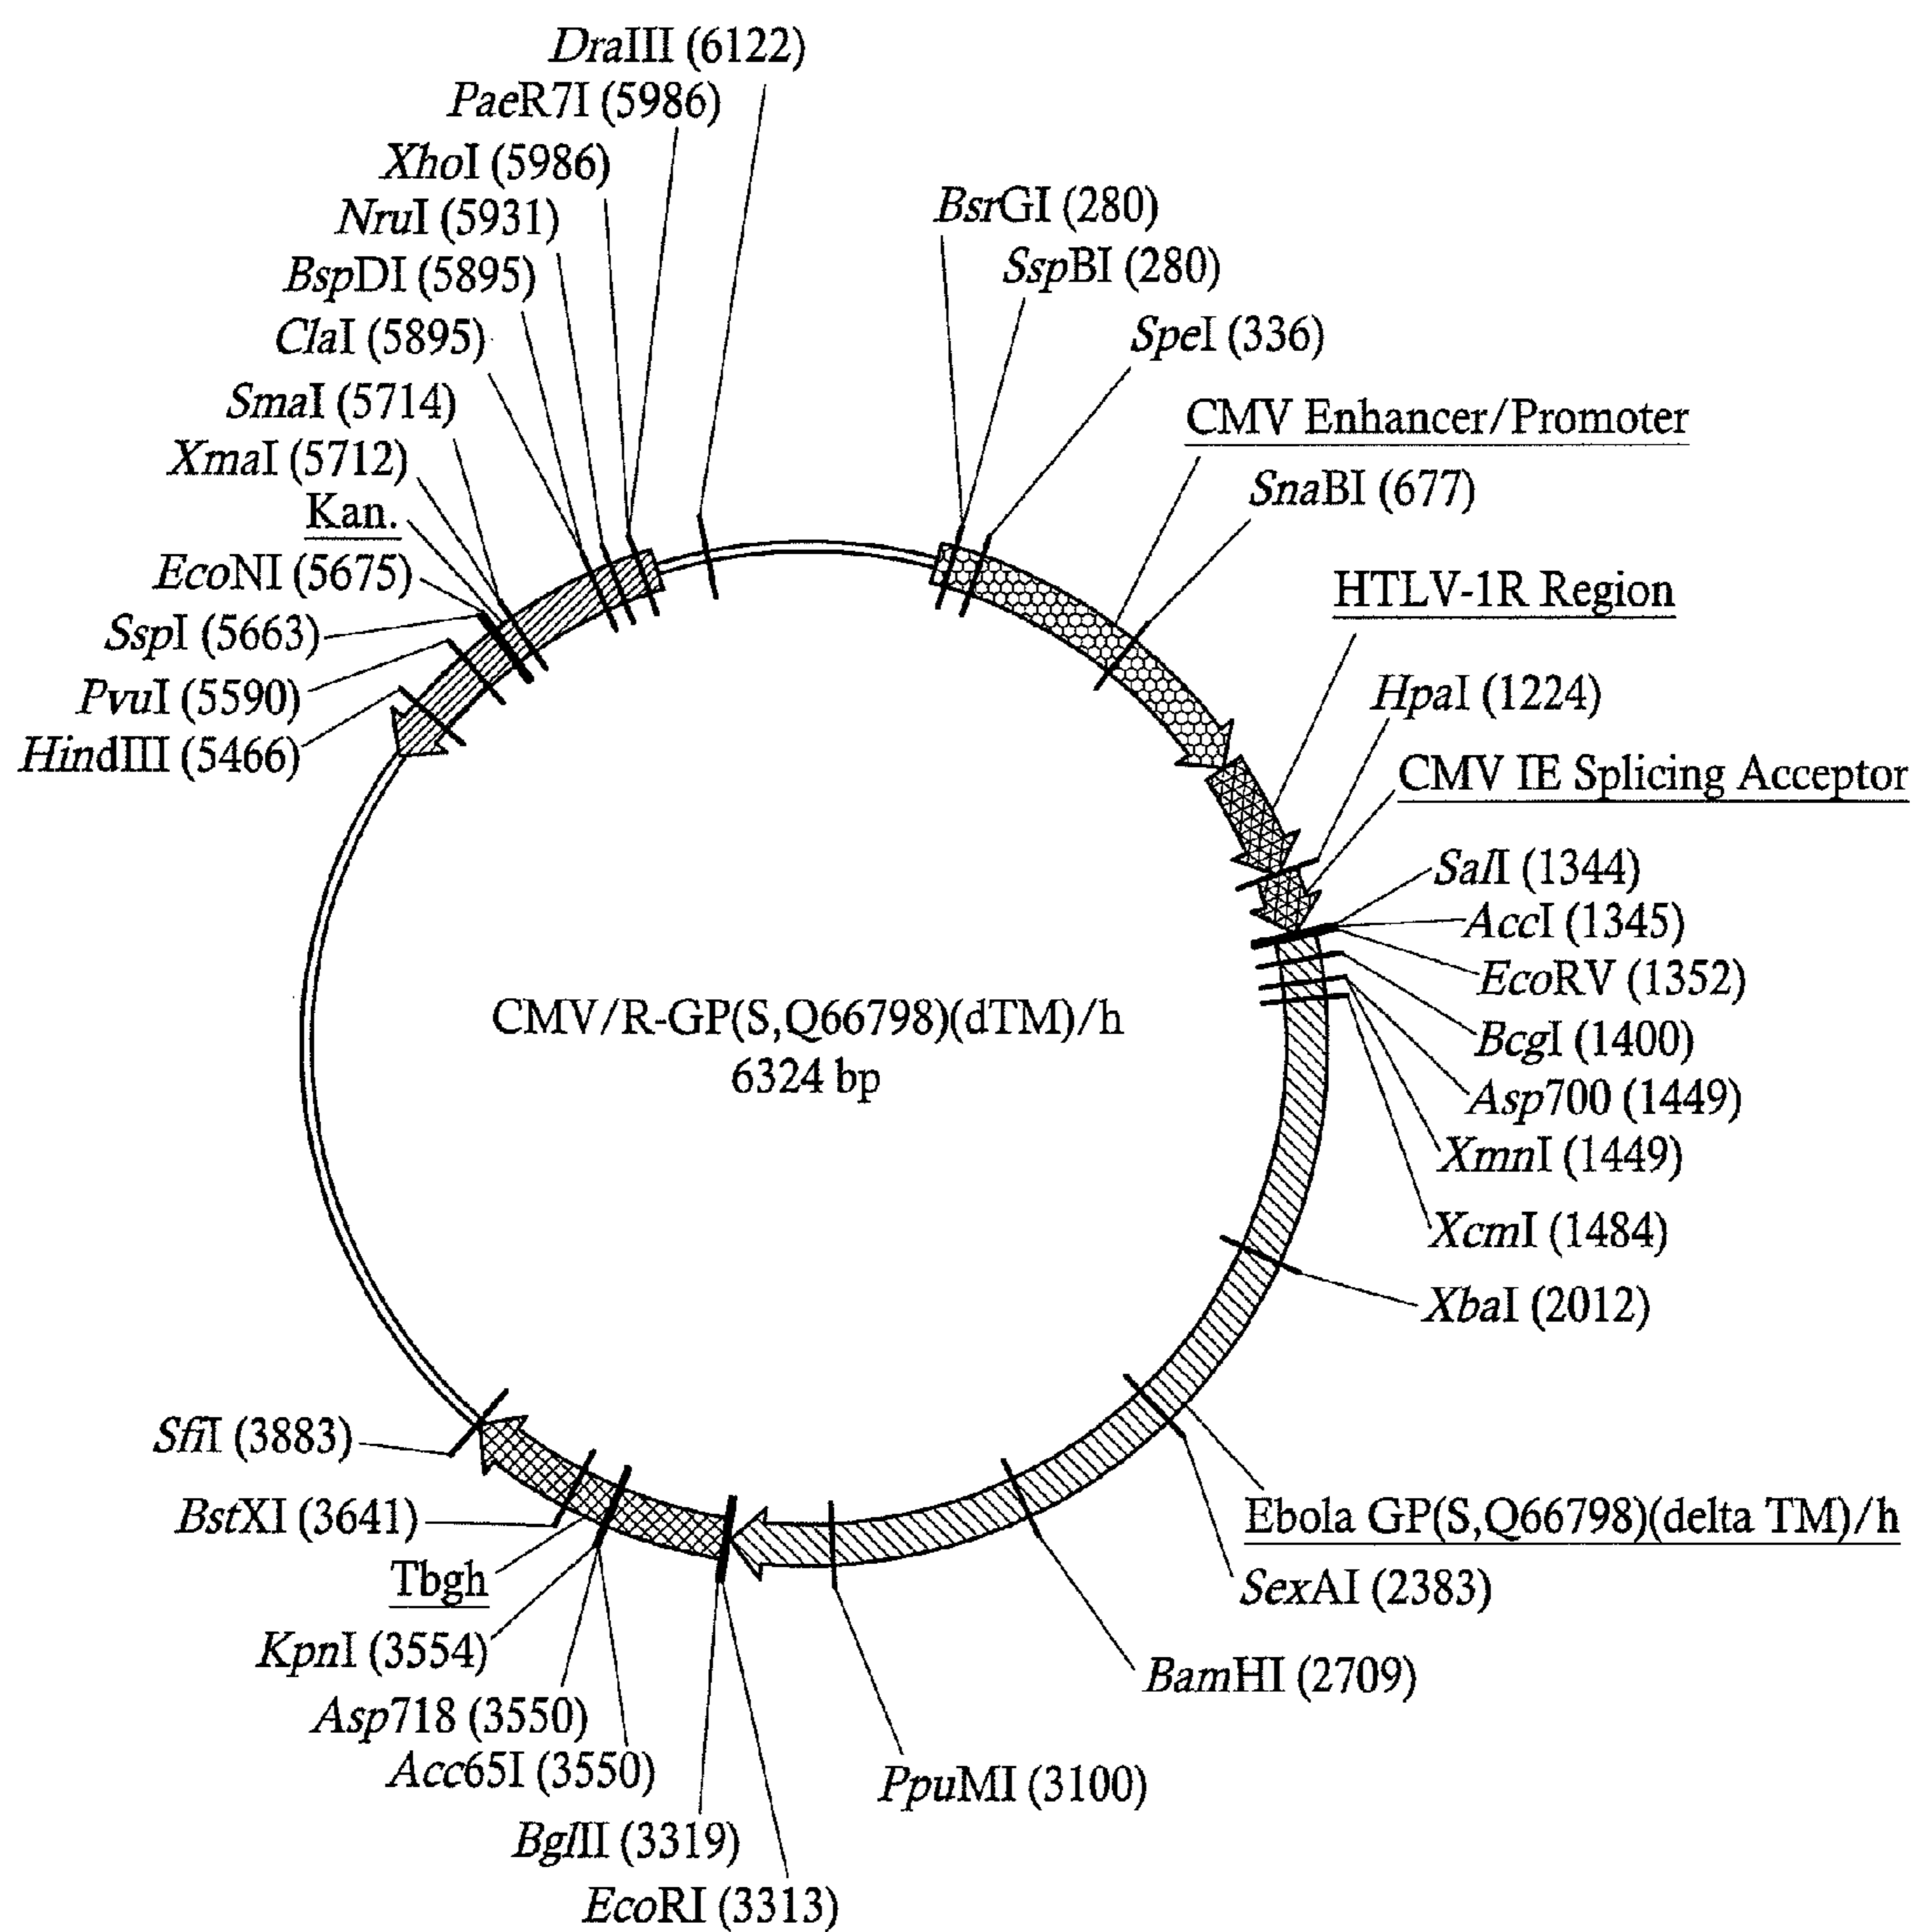 DraIII (6122)
PaeR7I (5986)
XhoI (5986)
NruI (5931)
BspDI (5895)
ClaI (5895)
SmaI (5714)
XmaI (5712)
Kan.
EcoNI (5675)
SspI (5663)
PvuI (5590)
HindIII (5466)
BsrGI (280)
SspBI (280)
SpeI (336)
CMV Enhancer/Promoter
SnaBI (677)
HTLV-1R Region
HpaI (1224)
CMV IE Splicing Acceptor
SalI (1344)
AccI (1345)
EcoRV (1352)
BcgI (1400)
Asp700 (1449)
XmnI (1449)
XcmI (1484)
XbaI (2012)
CMV/R-GP(S,Q66798)(dTM)/h
6324 bp
Ebola GP(S,Q66798)(delta TM)/h
SexAI (2383)
BamHI (2709)
PpuMI (3100)
SfiI (3883)
BstXI (3641)
Tbgh
KpnI (3554)
Asp718 (3550)
Acc65I (3550)
BglII (3319)
EcoRI (3313)